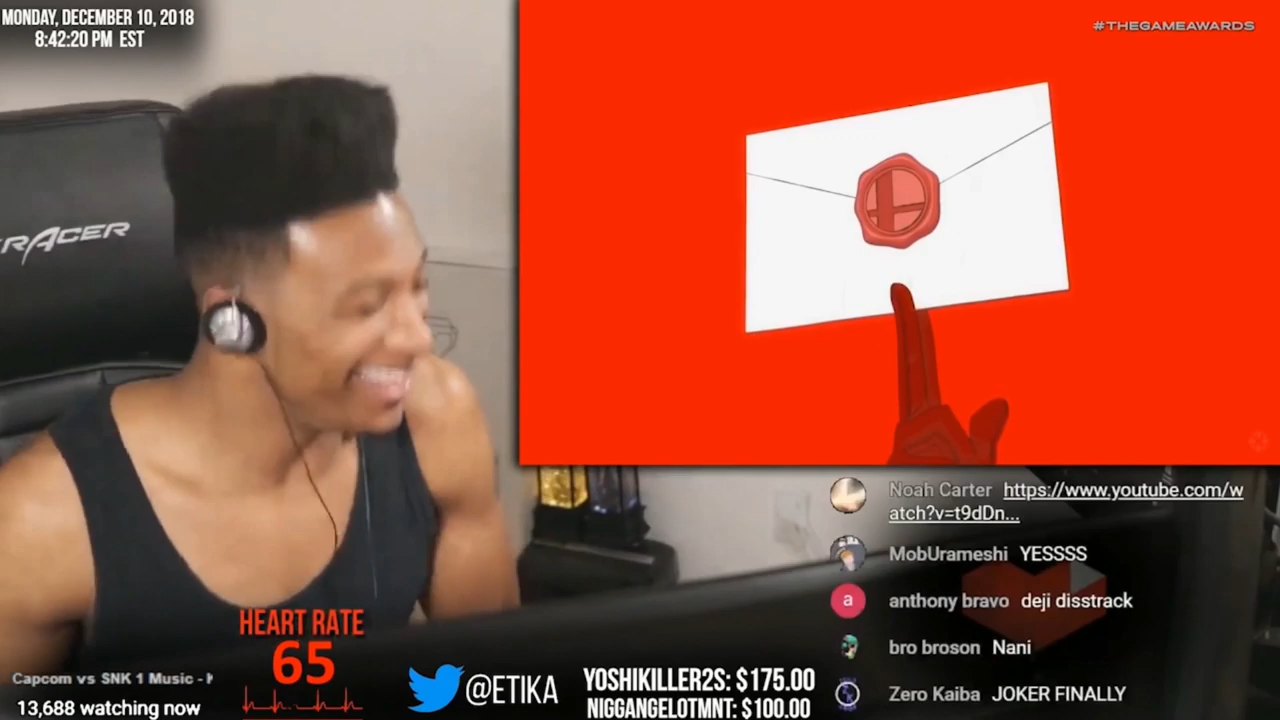 MONDAY, DECEMBER 10, 2018
8:42:20 PM EST
#THEGAMEAWARDS
RACER
Noah Carter https://www.youtube.com/w
atch?v=t9dDn...
MobUrameshi YESSSS
a
anthony bravo deji disstrack
bro broson Nani
Zero Kaiba JOKER FINALLY
HEART RATE
65
Capcom vs SNK 1 Music -
13,688 watching now
@ETIKA
YOSHIKILLER2S: $175.00
NIGGANGELOTMNT: $100.00